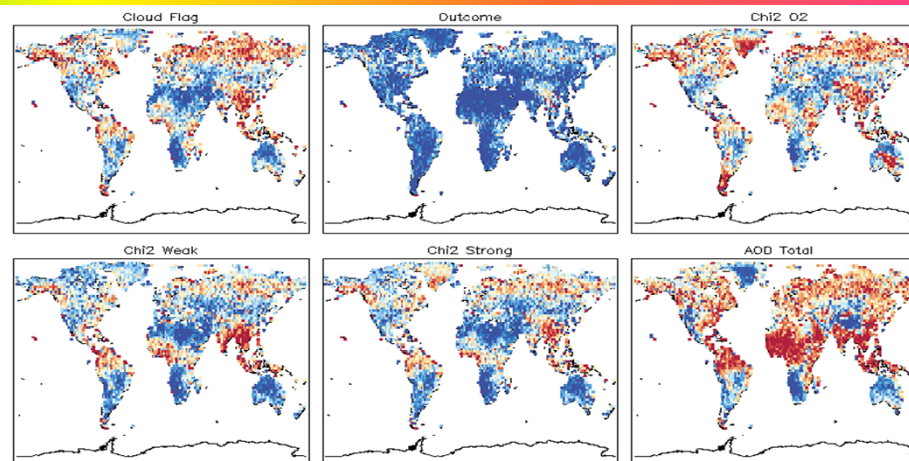 Cloud Flag
Outcome
Chi2 O2
Chi2 Weak
Chi2 Strong
AOD Total